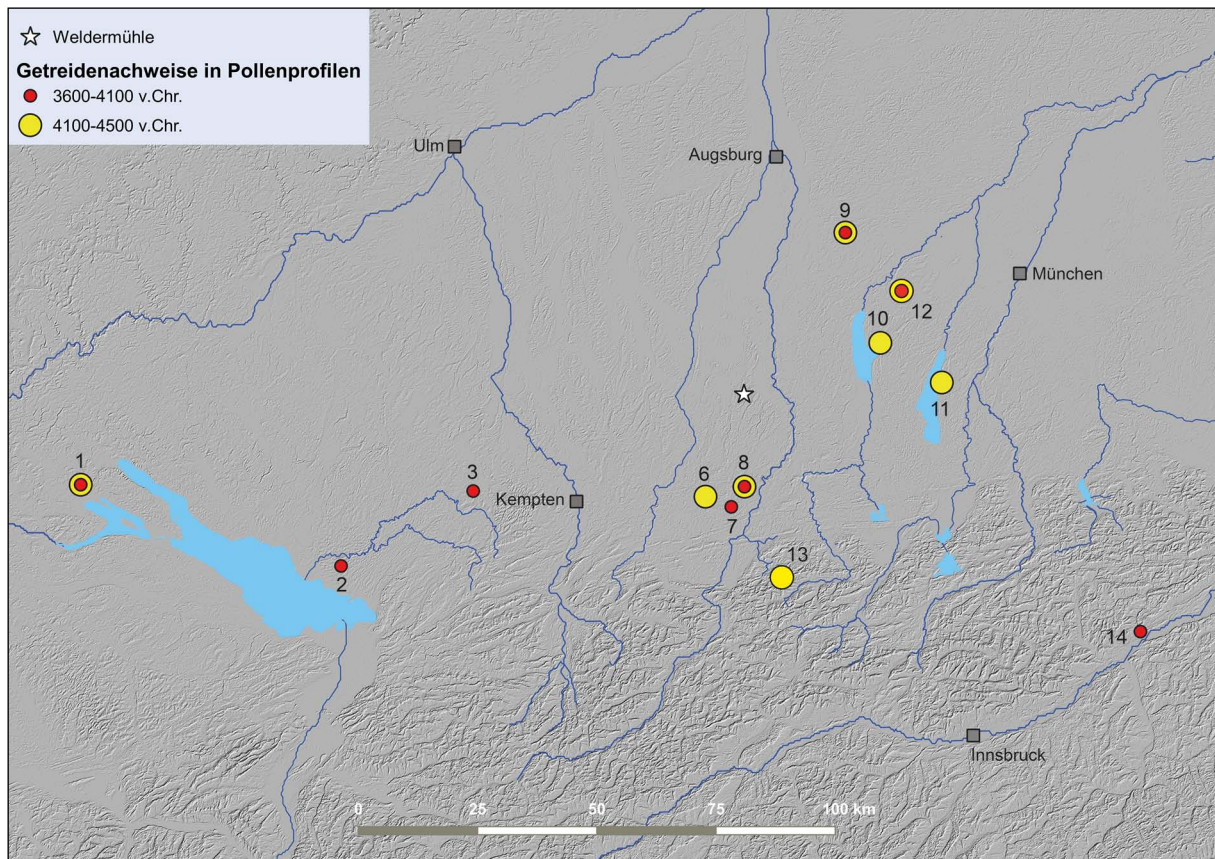 Weldermühle
Getreidenachweise in Pollenprofilen
3600-4100 v.Chr.
4100-4500 v.Chr.
Ulm
Augsburg
9
München
12
10
11
1
3
Kempten
6
8
7
2
13
14
Innsbruck
0 25 50 75 100 km